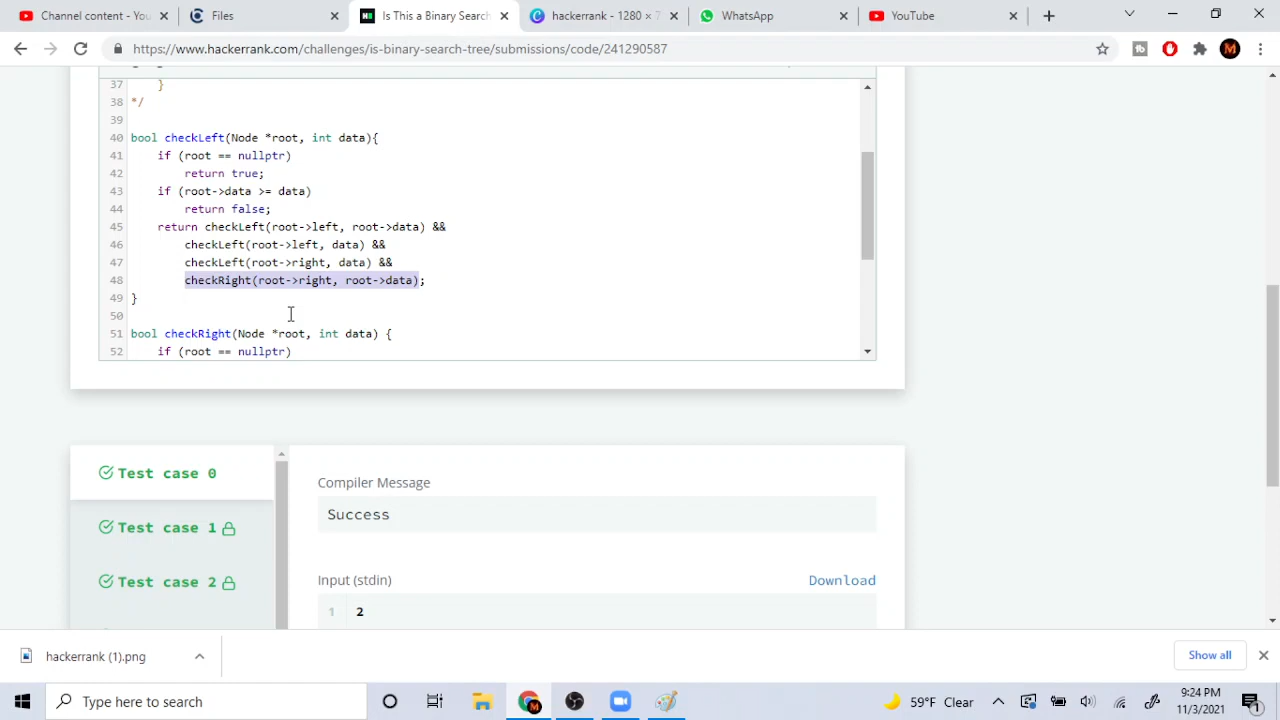 Channel content - You
Files
Is This a Binary Search
hackerrank - 1280 × 7
WhatsApp
YouTube
https://www.hackerrank.com/challenges/is-binary-search-tree/submissions/code/241290587
37 }
38 */
39
40 bool checkLeft(Node *root, int data){
41 if (root == nullptr)
42 return true;
43 if (root->data >= data)
44 return false;
45 return checkLeft(root->left, root->data) &&
46 checkLeft(root->left, data) &&
47 checkLeft(root->right, data) &&
48 checkRight(root->right, root->data);
49 }
50
51 bool checkRight(Node *root, int data) {
52 if (root == nullptr)
Test case 0
Compiler Message
Success
Test case 1
Test case 2
Input (stdin)
Download
1 2
hackerrank (1).png
Show all
Type here to search
59°F Clear
9:24 PM
11/3/2021